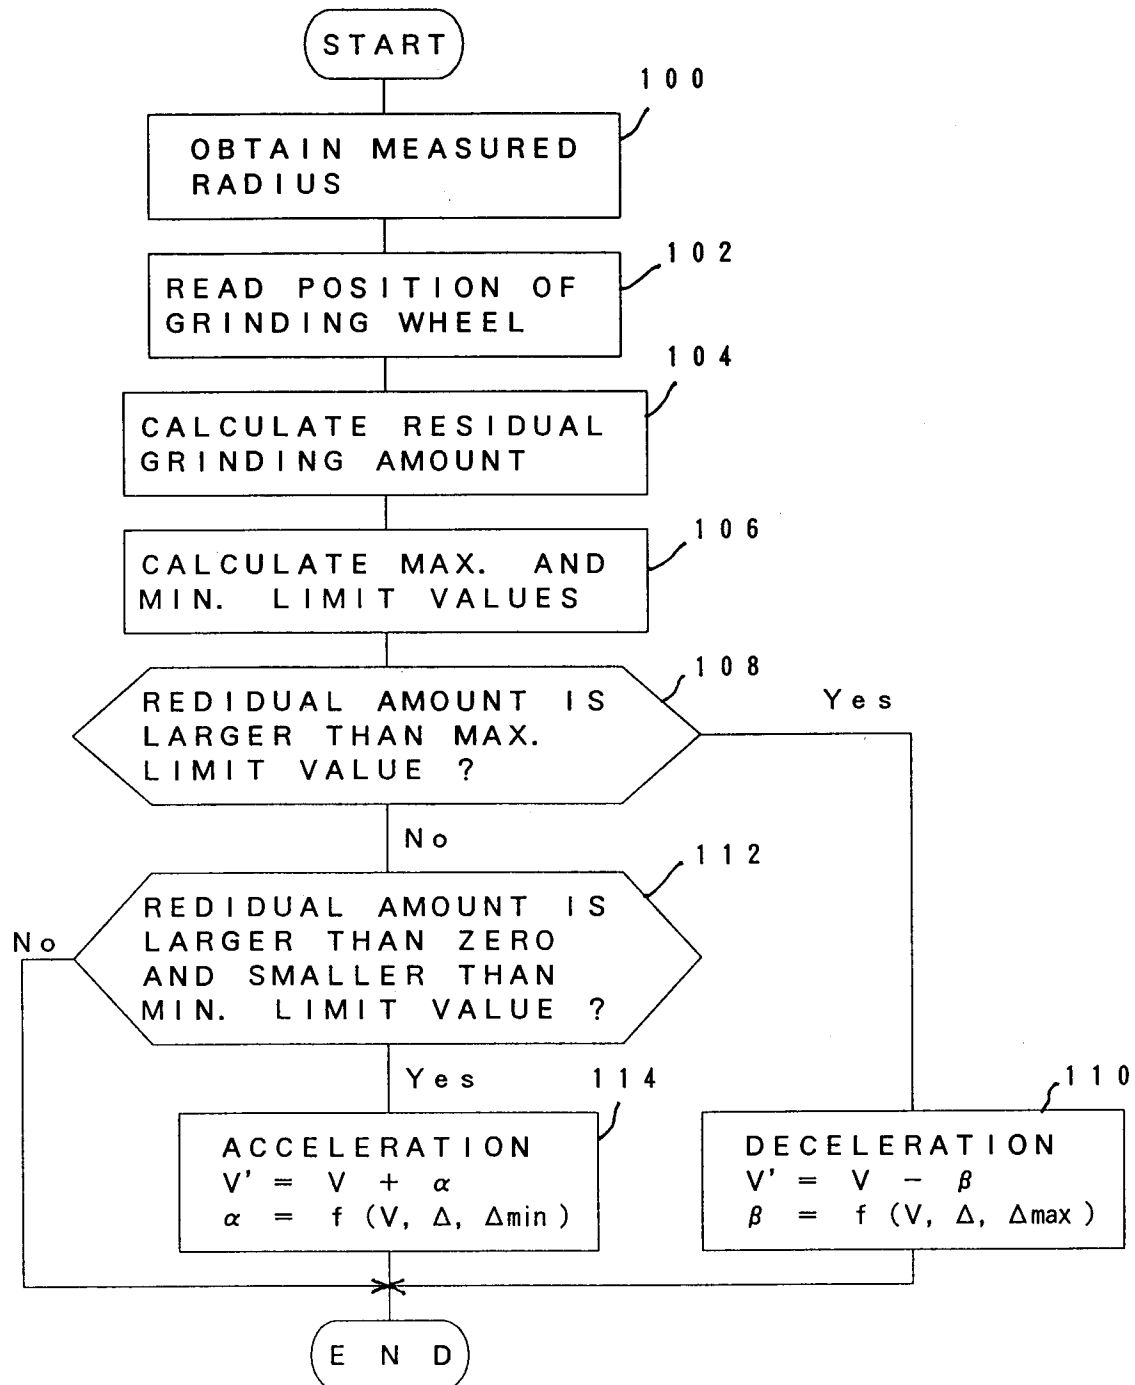 START
100
OBTAIN MEASURED
RADIUS
102
READ POSITION OF
GRINDING WHEEL
104
CALCULATE RESIDUAL
GRINDING AMOUNT
106
CALCULATE MAX. AND
MIN. LIMIT VALUES
108
REDIDUAL AMOUNT IS
LARGER THAN MAX.
LIMIT VALUE ?
Yes
No
112
REDIDUAL AMOUNT IS
LARGER THAN ZERO
AND SMALLER THAN
MIN. LIMIT VALUE ?
No
Yes
114
ACCELERATION
V' = V + α
α = f (V, Δ, Δmin)
110
DECELERATION
V' = V - β
β = f (V, Δ, Δmax)
END